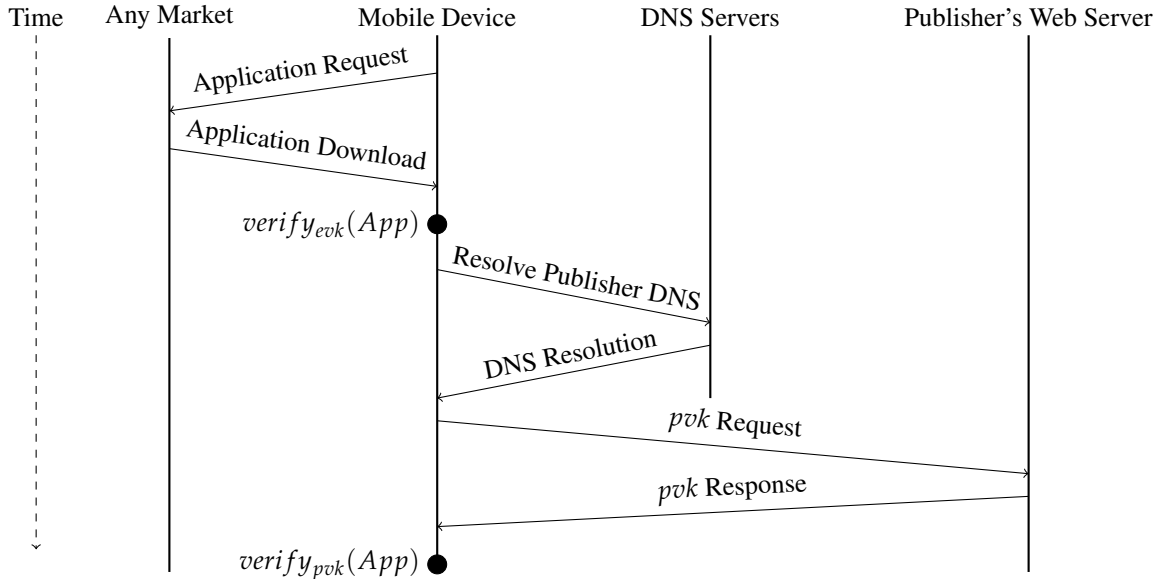 Time
Any Market
Mobile Device
DNS Servers
Publisher's Web Server
Application Request
Application Download
verify_evk(App)
Resolve Publisher DNS
DNS Resolution
pvk Request
pvk Response
verify_pvk(App)